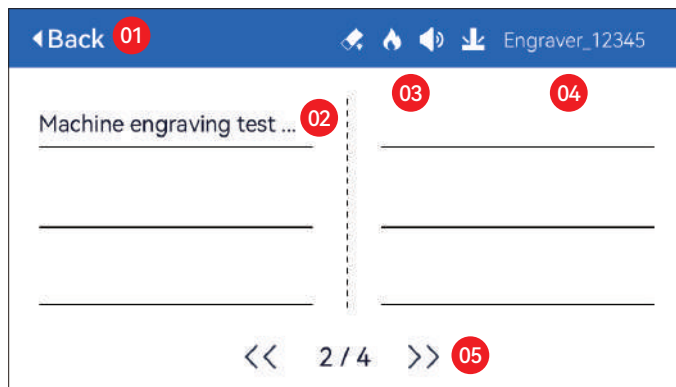 Back 01
Engraver_12345
03 04
Machine engraving test ... 02
<< 2 / 4 >> 05